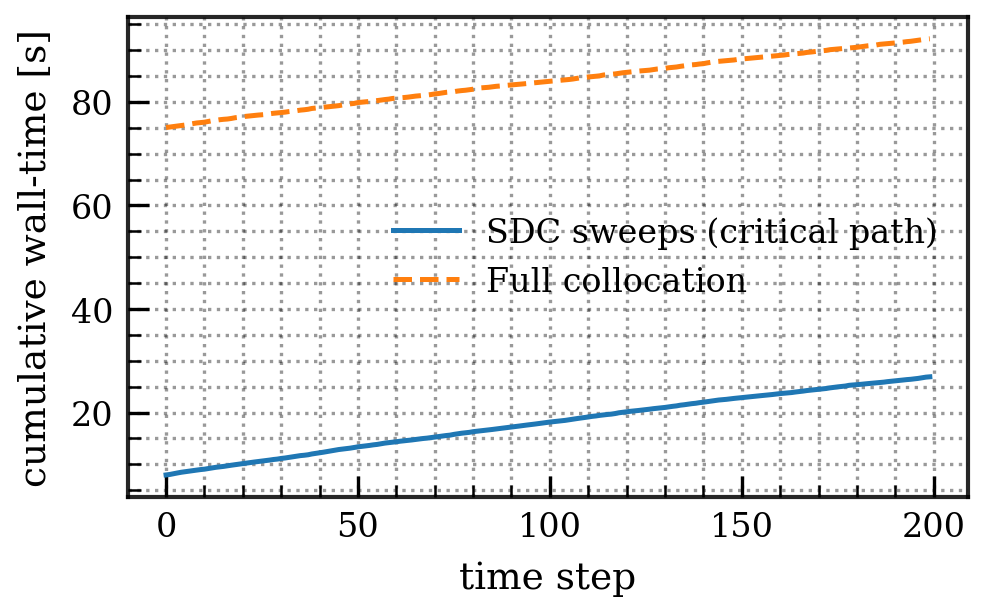 cumulative wall-time [s]
80
60
40
20
SDC sweeps (critical path)
Full collocation
0 50 100 150 200
time step